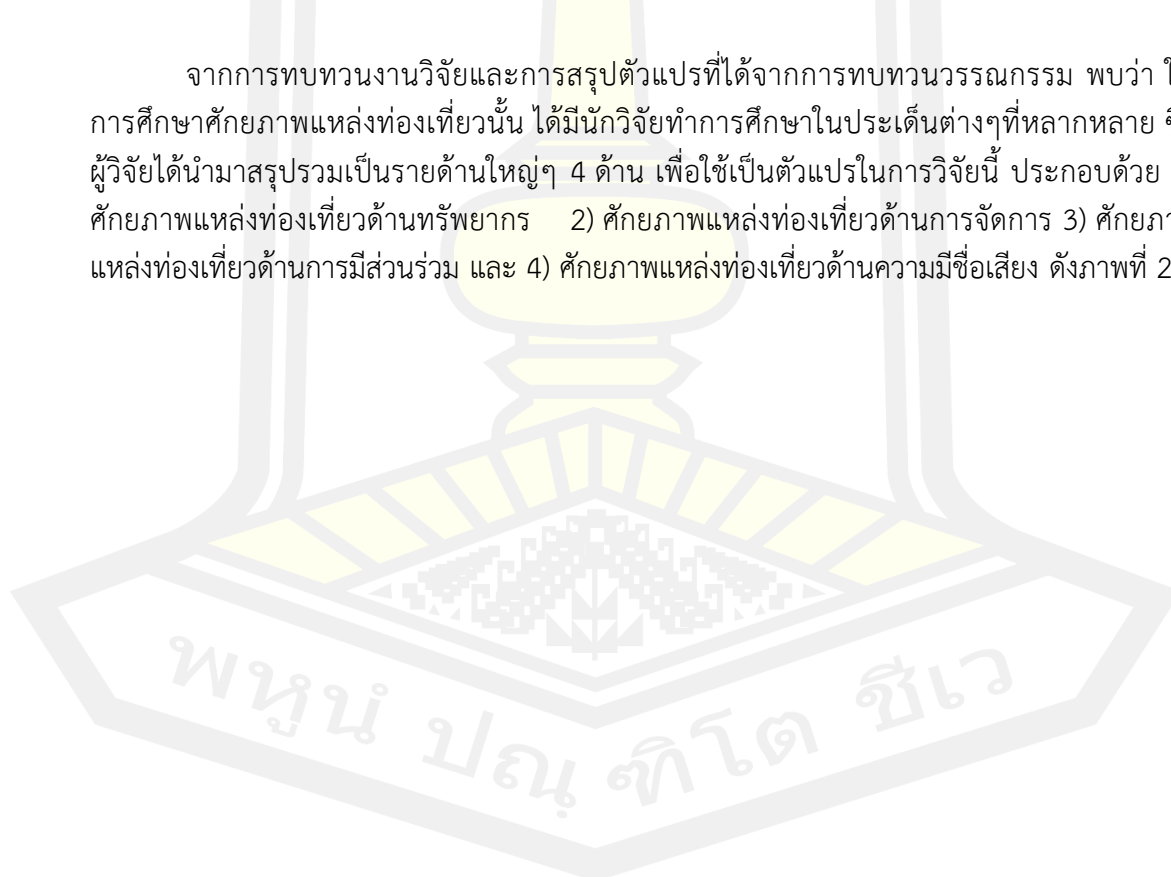 จากการทบทวนงานวิจัยและการสรุปตัวแปรที่ได้จากการทบทวนวรรณกรรม พบว่า
การศึกษาศักยภาพแหล่งท่องเที่ยวนั้น ได้มีนักวิจัยทำการศึกษาในประเด็นต่างๆที่หลากหลาย
ผู้วิจัยได้นำมาสรุปรวมเป็นรายด้านใหญ่ๆ 4 ด้าน เพื่อใช้เป็นตัวแปรในการวิจัยนี้ ประกอบด้วย
ศักยภาพแหล่งท่องเที่ยวด้านทรัพยากร 2) ศักยภาพแหล่งท่องเที่ยวด้านการจัดการ 3) ศักยภา
แหล่งท่องเที่ยวด้านการมีส่วนร่วม และ 4) ศักยภาพแหล่งท่องเที่ยวด้านความมีชื่อเสียง ดังภาพที่ 2
พหูนํ ปณฺฑิโต ชีเว